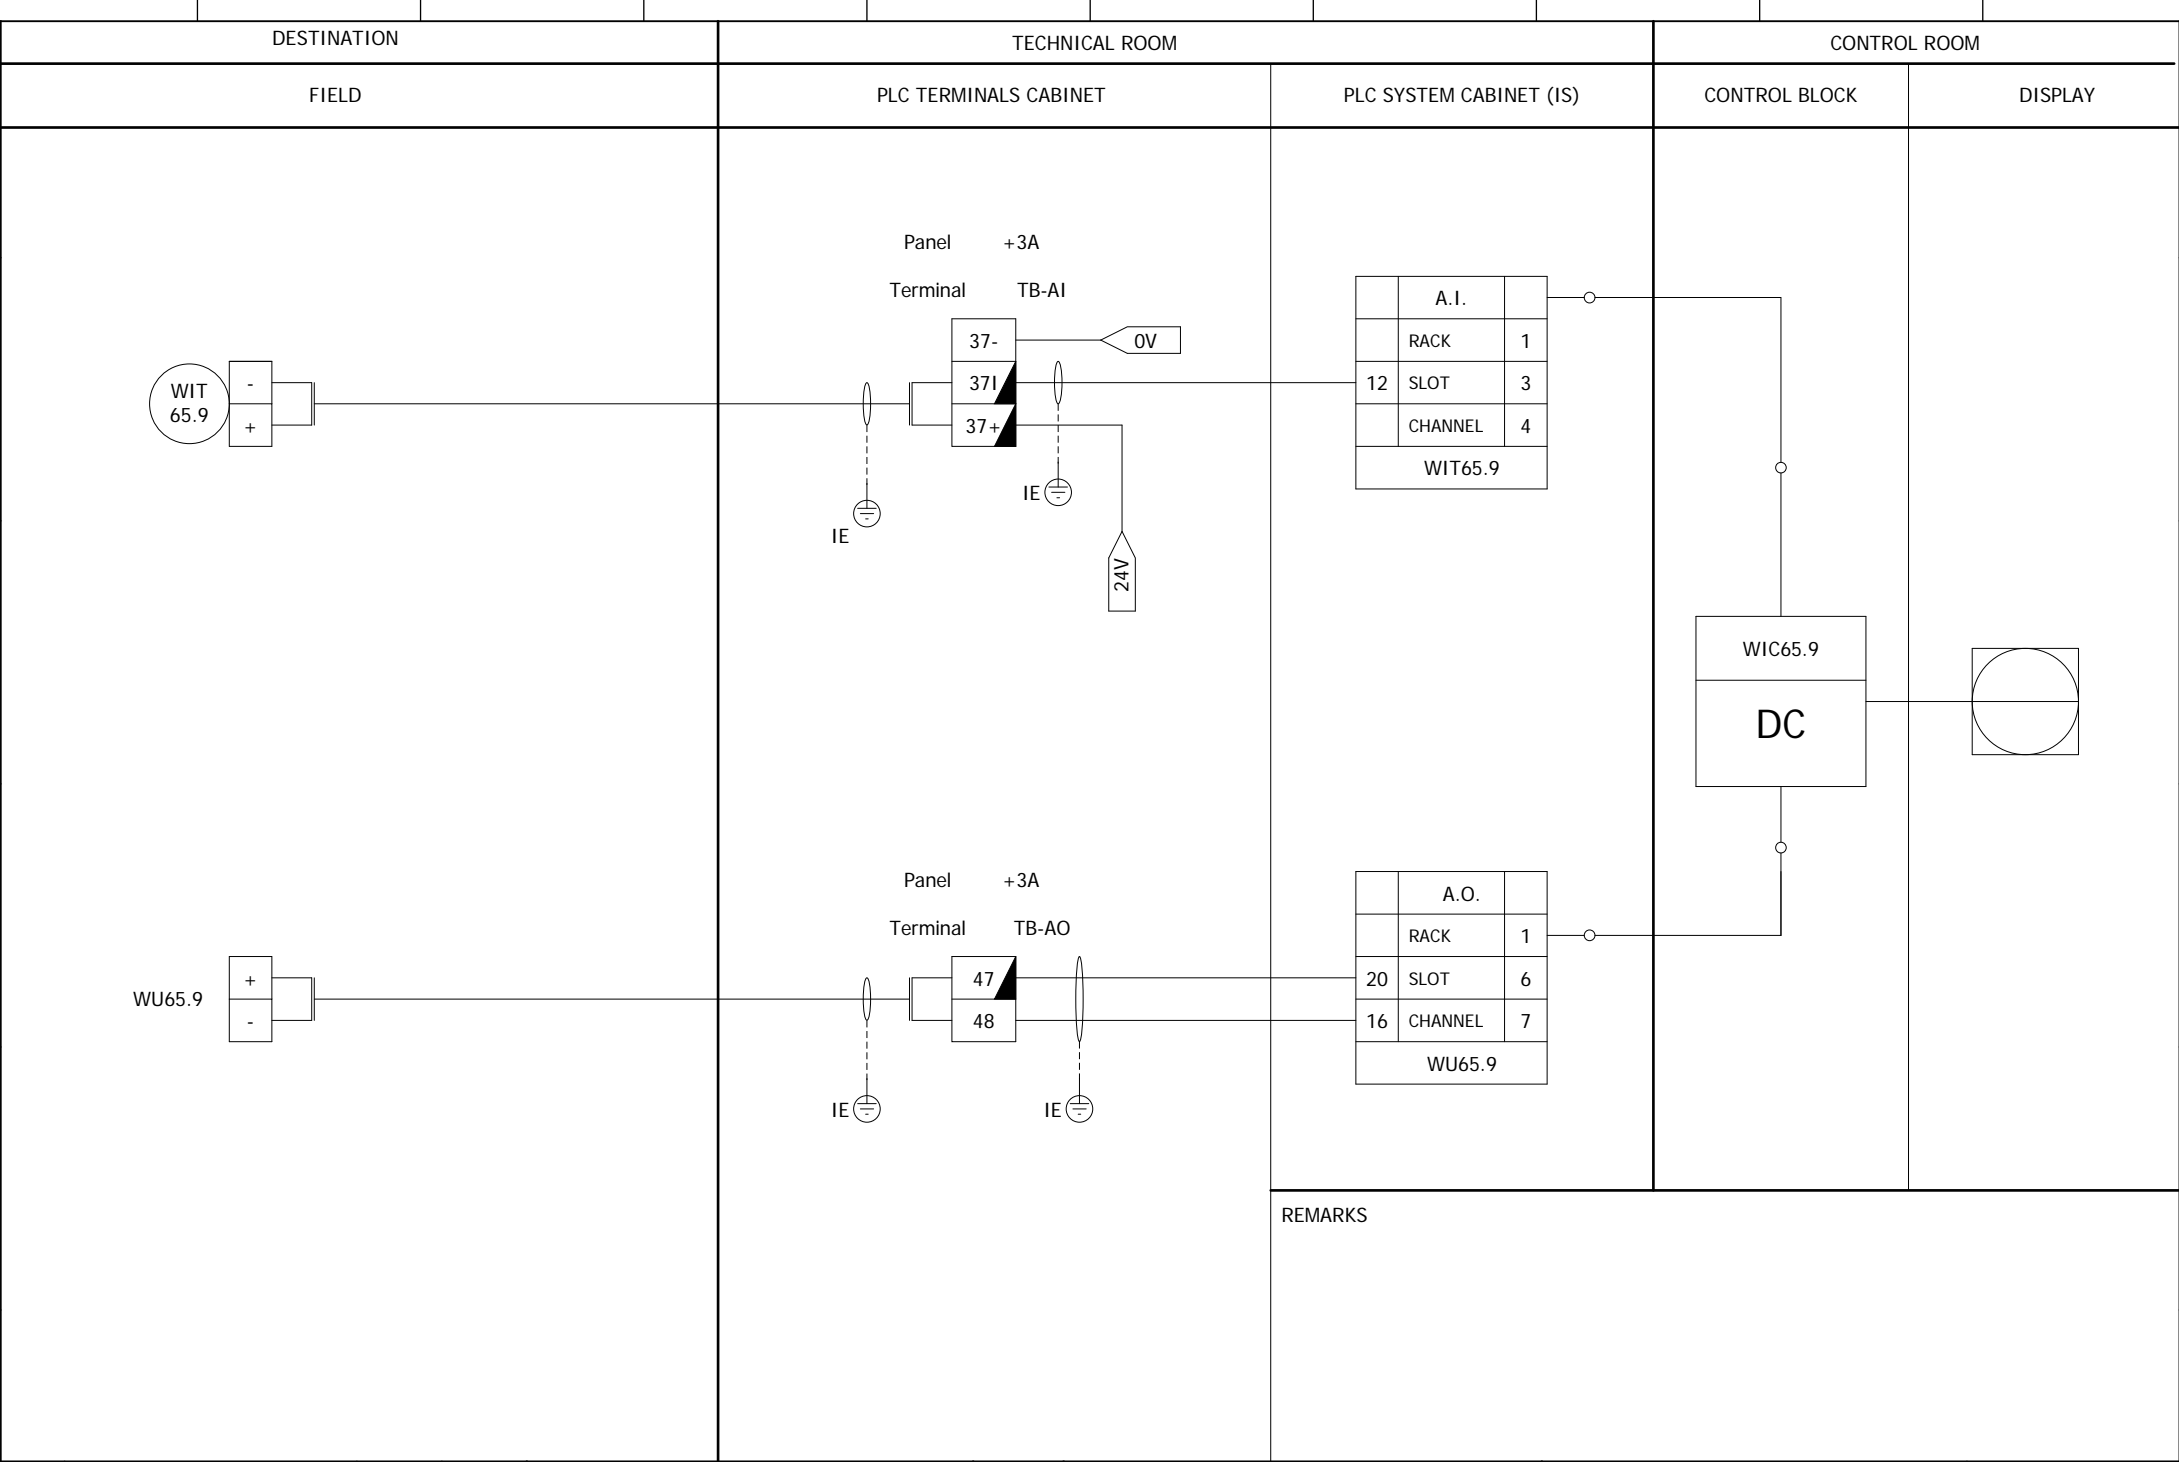 DESTINATION
TECHNICAL ROOM
CONTROL ROOM
FIELD
PLC TERMINALS CABINET
PLC SYSTEM CABINET (IS)
CONTROL BLOCK
DISPLAY
Panel +3A
Terminal TB-AI
37-
37I
37+
0V
24V
IE
IE
WIT
65.9
-
+
A.I.
RACK 1
12 SLOT 3
CHANNEL 4
WIT65.9
WIC65.9
DC
Panel +3A
Terminal TB-AO
47
48
IE
IE
WU65.9
+
-
A.O.
RACK 1
20 SLOT 6
16 CHANNEL 7
WU65.9
REMARKS